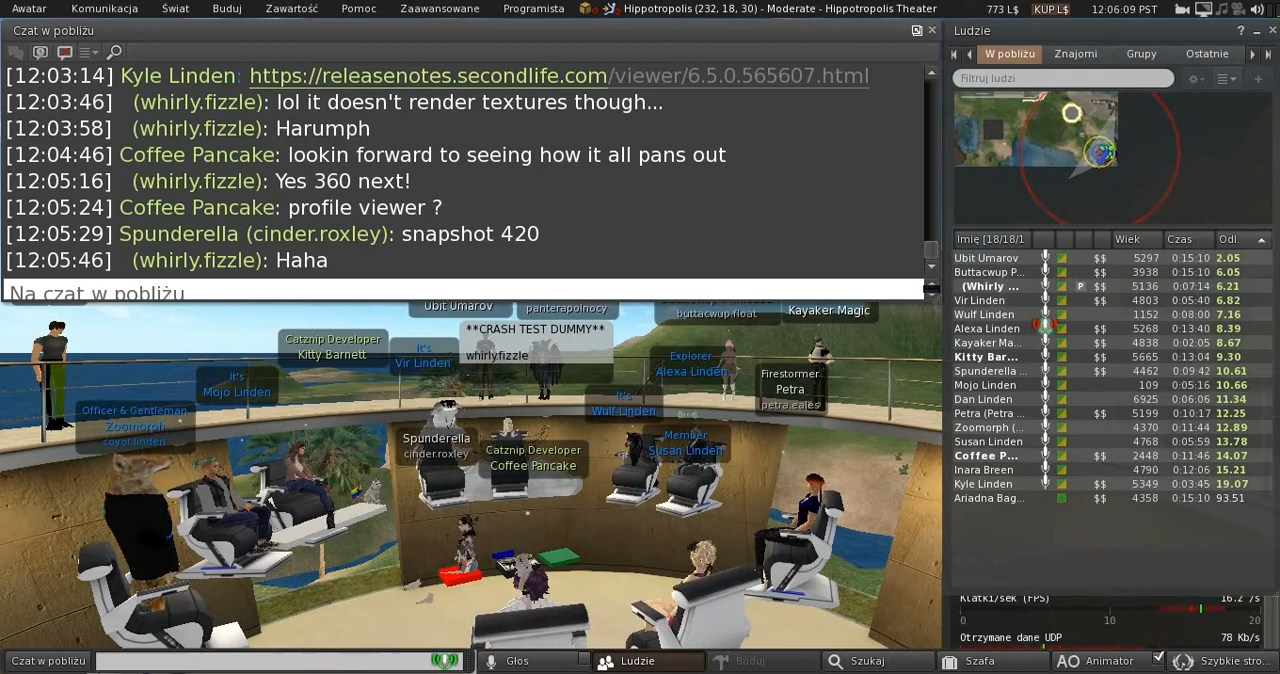 Awatar Komunikacja Świat Buduj Zawartość Pomoc Zaawansowane Programista Hippotropolis (232, 18, 30) - Moderate - Hippotropolis Theater 773 L$ KUP L$ 12:06:09 PST
Czat w pobliżu
[12:03:14] Kyle Linden: https://releasenotes.secondlife.com/viewer/6.5.0.565607.html
[12:03:46] (whirly.fizzle): lol it doesn't render textures though...
[12:03:58] (whirly.fizzle): Harumph
[12:04:46] Coffee Pancake: lookin forward to seeing how it all pans out
[12:05:16] (whirly.fizzle): Yes 360 next!
[12:05:24] Coffee Pancake: profile viewer ?
[12:05:29] Spunderella (cinder.roxley): snapshot 420
[12:05:46] (whirly.fizzle): Haha
Na czat w pobliżu
Ubit Umarov
panterapolnocy
buttacwup.float
Kayaker Magic
**CRASH TEST DUMMY**
whirly.fizzle
Catznip Developer
Kitty Barnett
It's
Vir Linden
Explorer
Alexa Linden
It's
Mojo Linden
Firestormer
Petra
petra.eales
It's
Wulf Linden
Officer & Gentleman
Zoomorph
coyot.linden
Spunderella
cinder.roxley
Catznip Developer
Coffee Pancake
Member
Susan Linden
Ludzie
W pobliżu Znajomi Grupy Ostatnie
Filtruj ludzi
Imię [18/18/1 Wiek Czas Odl.
Ubit Umarov $$ 5297 0:15:10 2.05
Buttacwup P... $$ 3938 0:15:10 6.05
(Whirly ... P $$ 5136 0:07:14 6.21
Vir Linden $$ 4803 0:05:40 6.82
Wulf Linden 1152 0:08:00 7.16
Alexa Linden $$ 5268 0:13:40 8.39
Kayaker Ma... $$ 4838 0:02:05 8.67
Kitty Bar... $$ 5665 0:13:04 9.30
Spunderella ... $$ 4462 0:09:42 10.61
Mojo Linden 109 0:05:16 10.66
Dan Linden 6925 0:06:06 11.34
Petra (Petra ... $$ 5199 0:10:17 12.25
Zoomorph (... $$ 4370 0:11:44 12.89
Susan Linden 4768 0:05:59 13.78
Coffee P... $$ 2448 0:11:46 14.07
Inara Breen 4790 0:12:06 15.21
Kyle Linden $$ 5349 0:03:45 19.07
Ariadna Bag... $$ 4358 0:15:10 93.51
Klatki/sek (FPS) 16.2 /s
0 10 20
Otrzymane dane UDP 78 Kb/s
Czat w pobliżu Głos Ludzie Buduj Szukaj Szafa AO Animator Szybkie stro...